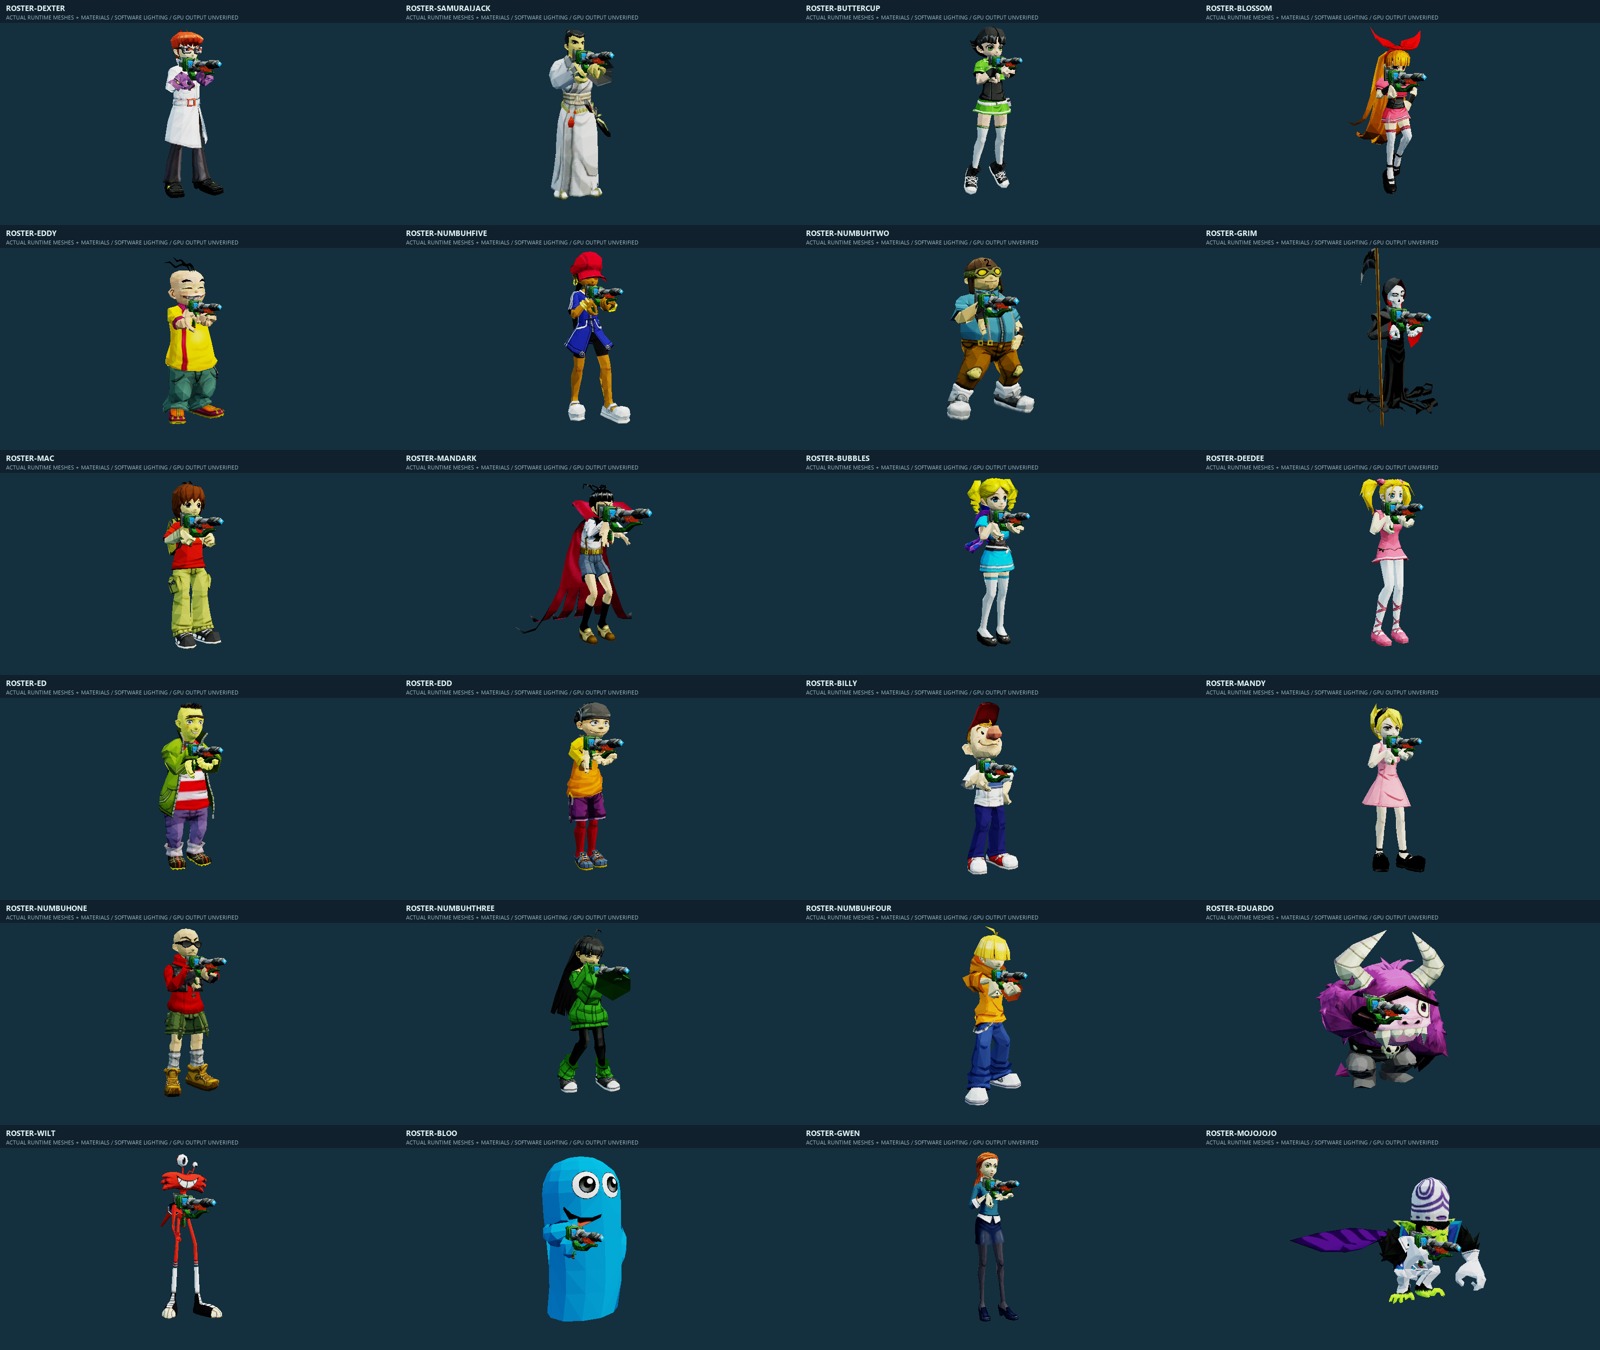 ROSTER-DEXTER
ACTUAL RUNTIME MESHES + MATERIALS / SOFTWARE LIGHTING / GPU OUTPUT UNVERIFIED
ROSTER-SAMURAIJACK
ACTUAL RUNTIME MESHES + MATERIALS / SOFTWARE LIGHTING / GPU OUTPUT UNVERIFIED
ROSTER-BUTTERCUP
ACTUAL RUNTIME MESHES + MATERIALS / SOFTWARE LIGHTING / GPU OUTPUT UNVERIFIED
ROSTER-BLOSSOM
ACTUAL RUNTIME MESHES + MATERIALS / SOFTWARE LIGHTING / GPU OUTPUT UNVERIFIED
ROSTER-EDDY
ACTUAL RUNTIME MESHES + MATERIALS / SOFTWARE LIGHTING / GPU OUTPUT UNVERIFIED
ROSTER-NUMBUHFIVE
ACTUAL RUNTIME MESHES + MATERIALS / SOFTWARE LIGHTING / GPU OUTPUT UNVERIFIED
ROSTER-NUMBUHTWO
ACTUAL RUNTIME MESHES + MATERIALS / SOFTWARE LIGHTING / GPU OUTPUT UNVERIFIED
ROSTER-GRIM
ACTUAL RUNTIME MESHES + MATERIALS / SOFTWARE LIGHTING / GPU OUTPUT UNVERIFIED
ROSTER-MAC
ACTUAL RUNTIME MESHES + MATERIALS / SOFTWARE LIGHTING / GPU OUTPUT UNVERIFIED
ROSTER-MANDARK
ACTUAL RUNTIME MESHES + MATERIALS / SOFTWARE LIGHTING / GPU OUTPUT UNVERIFIED
ROSTER-BUBBLES
ACTUAL RUNTIME MESHES + MATERIALS / SOFTWARE LIGHTING / GPU OUTPUT UNVERIFIED
ROSTER-DEEDEE
ACTUAL RUNTIME MESHES + MATERIALS / SOFTWARE LIGHTING / GPU OUTPUT UNVERIFIED
ROSTER-ED
ACTUAL RUNTIME MESHES + MATERIALS / SOFTWARE LIGHTING / GPU OUTPUT UNVERIFIED
ROSTER-EDD
ACTUAL RUNTIME MESHES + MATERIALS / SOFTWARE LIGHTING / GPU OUTPUT UNVERIFIED
ROSTER-BILLY
ACTUAL RUNTIME MESHES + MATERIALS / SOFTWARE LIGHTING / GPU OUTPUT UNVERIFIED
ROSTER-MANDY
ACTUAL RUNTIME MESHES + MATERIALS / SOFTWARE LIGHTING / GPU OUTPUT UNVERIFIED
ROSTER-NUMBUHONE
ACTUAL RUNTIME MESHES + MATERIALS / SOFTWARE LIGHTING / GPU OUTPUT UNVERIFIED
ROSTER-NUMBUHTHREE
ACTUAL RUNTIME MESHES + MATERIALS / SOFTWARE LIGHTING / GPU OUTPUT UNVERIFIED
ROSTER-NUMBUHFOUR
ACTUAL RUNTIME MESHES + MATERIALS / SOFTWARE LIGHTING / GPU OUTPUT UNVERIFIED
ROSTER-EDUARDO
ACTUAL RUNTIME MESHES + MATERIALS / SOFTWARE LIGHTING / GPU OUTPUT UNVERIFIED
ROSTER-WILT
ACTUAL RUNTIME MESHES + MATERIALS / SOFTWARE LIGHTING / GPU OUTPUT UNVERIFIED
ROSTER-BLOO
ACTUAL RUNTIME MESHES + MATERIALS / SOFTWARE LIGHTING / GPU OUTPUT UNVERIFIED
ROSTER-GWEN
ACTUAL RUNTIME MESHES + MATERIALS / SOFTWARE LIGHTING / GPU OUTPUT UNVERIFIED
ROSTER-MOJOJOJO
ACTUAL RUNTIME MESHES + MATERIALS / SOFTWARE LIGHTING / GPU OUTPUT UNVERIFIED